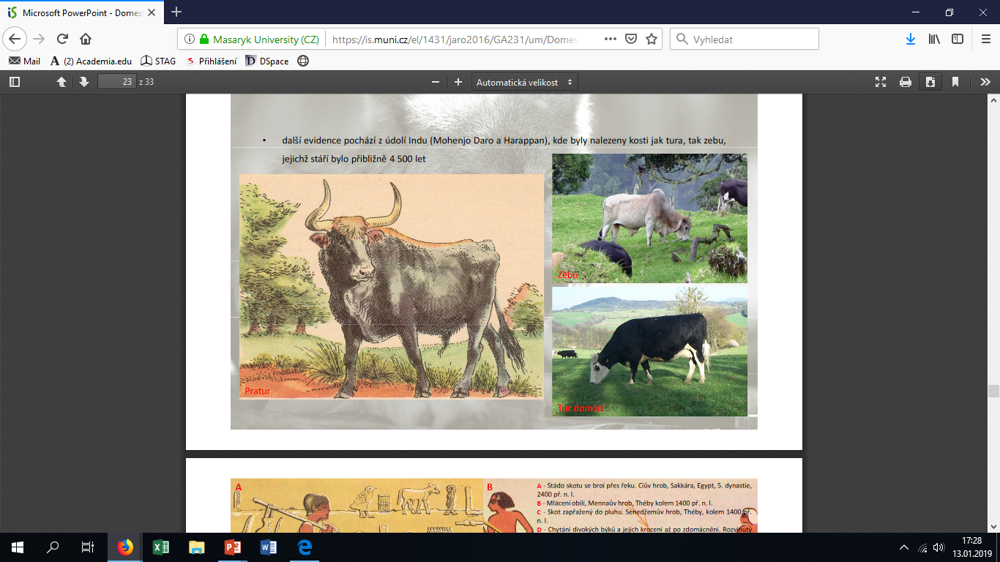 Microsoft PowerPoint - Domes
Masaryk University (CZ)
https://is.muni.cz/el/1431/jaro2016/GA231/um/Domes
Vyhledat
Mail
(2) Academia.edu
STAG
Přihlášení
DSpace
23
z 33
Automatická velikost
• další evidence pochází z údolí Indu (Mohenjo Daro a Harappan), kde byly nalezeny kosti jak tura, tak zebu,
jejichž stáří bylo přibližně 4 500 let
Zebu
Pratur
Tur domácí
A
B
A - Stádo skotu se brοí přes řeku. Ciův hrob, Sakkára, Egypt, 5. dynastie,
2400 př. n. l.
B - Mlácení obilí, Mennaův hrob, Théby kolem 1400 př. n. l.
C - Skot zapřažený do pluhu. Senedžemův hrob, Théby, kolem 1400 př.
n. l.
D - Chytání divokých býků a jejich krocení až po zdomácnění. Rozvinutý
17:28
13.01.2019